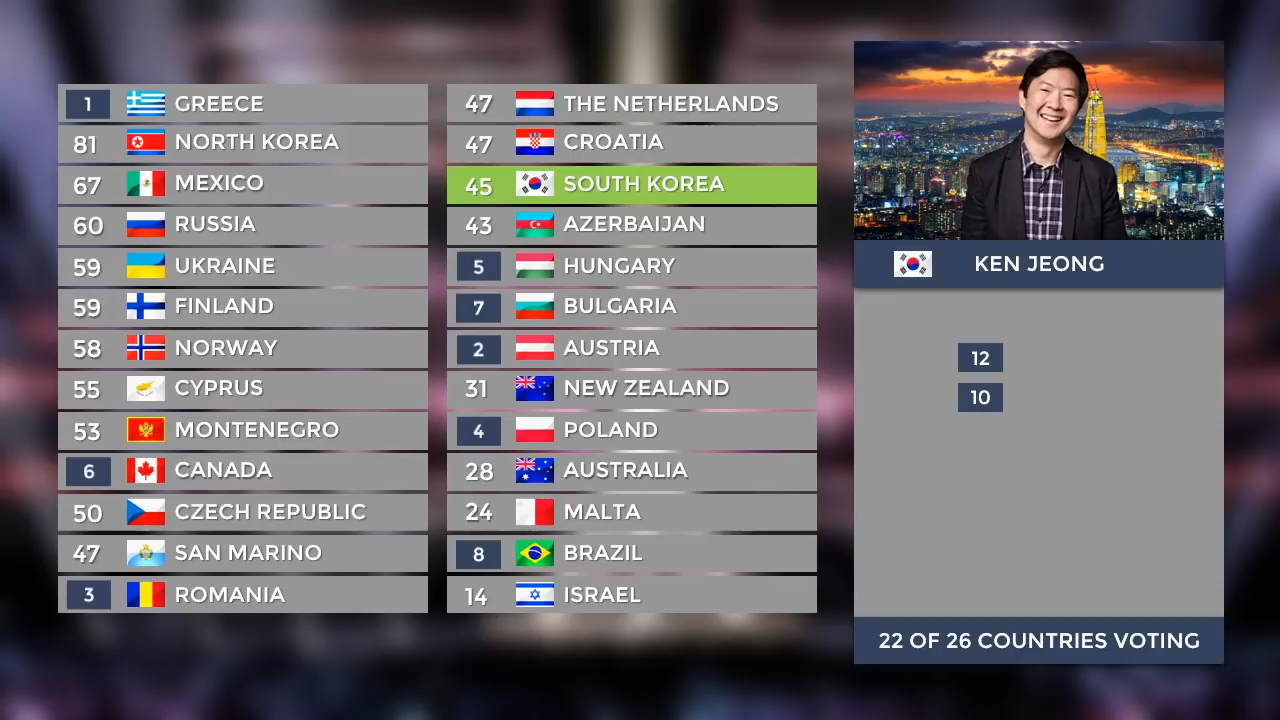 1 GREECE
81 NORTH KOREA
67 MEXICO
60 RUSSIA
59 UKRAINE
59 FINLAND
58 NORWAY
55 CYPRUS
53 MONTENEGRO
6 CANADA
50 CZECH REPUBLIC
47 SAN MARINO
3 ROMANIA
47 THE NETHERLANDS
47 CROATIA
45 SOUTH KOREA
43 AZERBAIJAN
5 HUNGARY
7 BULGARIA
2 AUSTRIA
31 NEW ZEALAND
4 POLAND
28 AUSTRALIA
24 MALTA
8 BRAZIL
14 ISRAEL
KEN JEONG
12
10
22 OF 26 COUNTRIES VOTING